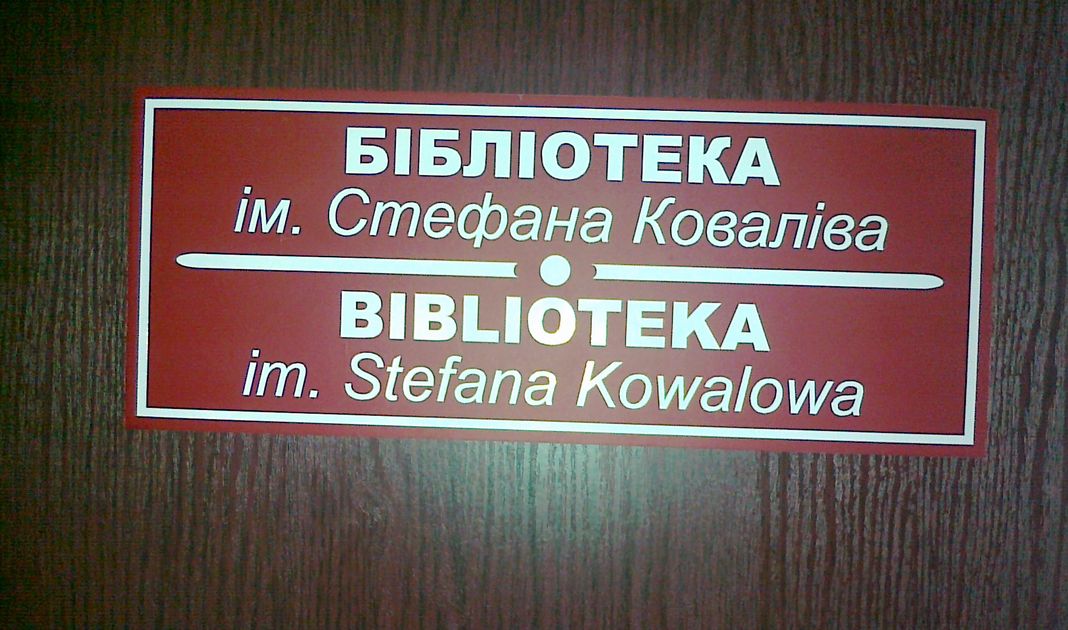 БІБЛІОТЕКА
ім. Стефана Коваліва
BIBLIOTEKA
im. Stefana Kowalowa